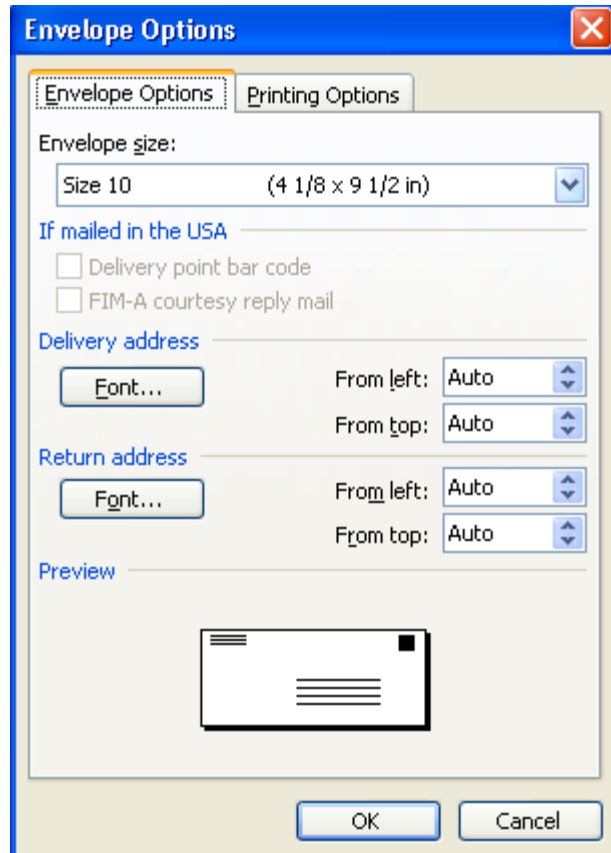 Envelope Options
Envelope Options Printing Options
Envelope size:
Size 10 (4 1/8 x 9 1/2 in)
If mailed in the USA
Delivery point bar code
FIM-A courtesy reply mail
Delivery address
Font... From left: Auto
From top: Auto
Return address
Font... From left: Auto
From top: Auto
Preview
OK Cancel